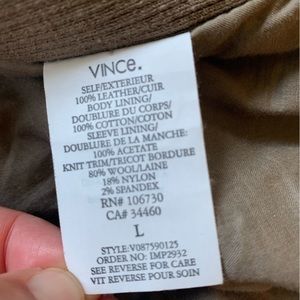 VINCe.
SELF/EXTERIEUR
100% LEATHER/CUIR
BODY LINING/
DOUBLURE DU CORPS/
100% COTTON/COTON
SLEEVE LINING/
DOUBLURE DE LA MANCHE:
100% ACETATE
KNIT TRIM/TRICOT BORDURE
80% WOOL/LAINE
18% NYLON
2% SPANDEX
RN# 106730
CA# 34460
L
STYLE:V087590125
ORDER NO: IMP2932
SEE REVERSE FOR CARE
VIT REVERSE POUR SOIN